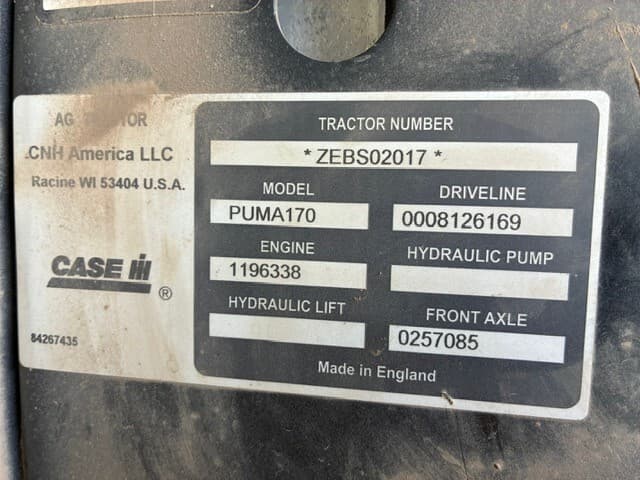 AG
CNH America LLC
Racine WI 53404 U.S.A.
CASE IH ®
84267435
TRACTOR NUMBER
* ZEBS02017 *
MODEL DRIVELINE
PUMA170 0008126169
ENGINE HYDRAULIC PUMP
1196338
HYDRAULIC LIFT FRONT AXLE
0257085
Made in England